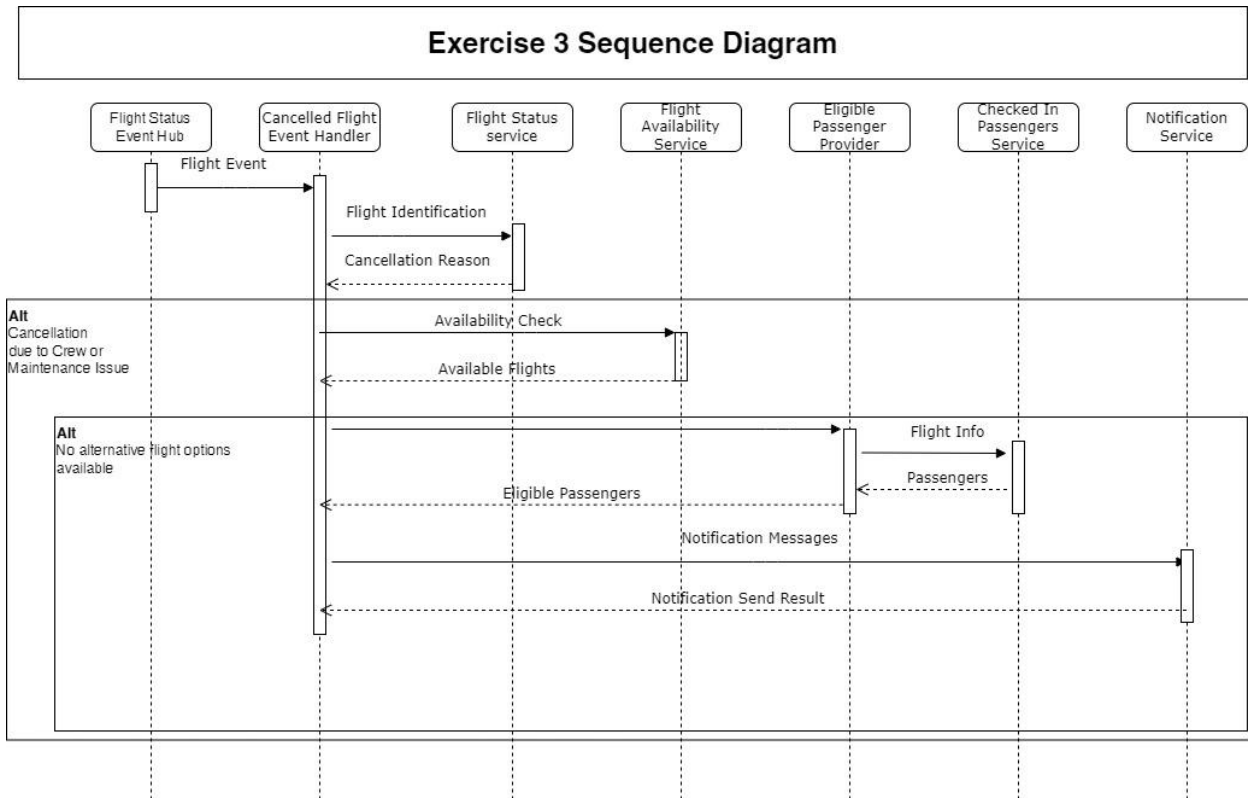 Exercise 3 Sequence Diagram
Flight Status
Event Hub
Cancelled Flight
Event Handler
Flight Status
service
Flight
Availability
Service
Eligible
Passenger
Provider
Checked In
Passengers
Service
Notification
Service
Flight Event
Flight Identification
Cancellation Reason
Alt
Cancellation
due to Crew or
Maintenance Issue
Availability Check
Available Flights
Alt
No alternative flight options
available
Flight Info
Passengers
Eligible Passengers
Notification Messages
Notification Send Result